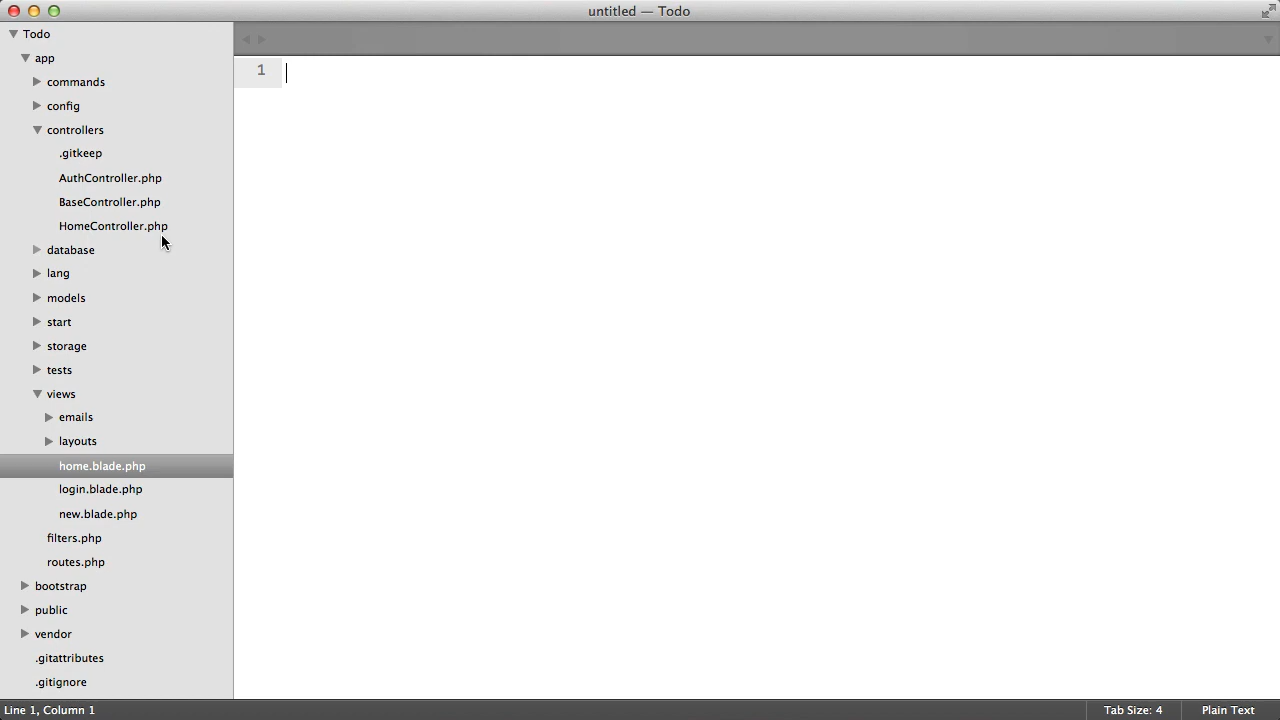 untitled — Todo
Todo
app
commands
config
controllers
.gitkeep
AuthController.php
BaseController.php
HomeController.php
database
lang
models
start
storage
tests
views
emails
layouts
home.blade.php
login.blade.php
new.blade.php
filters.php
routes.php
bootstrap
public
vendor
.gitattributes
.gitignore
1
Line 1, Column 1
Tab Size: 4
Plain Text